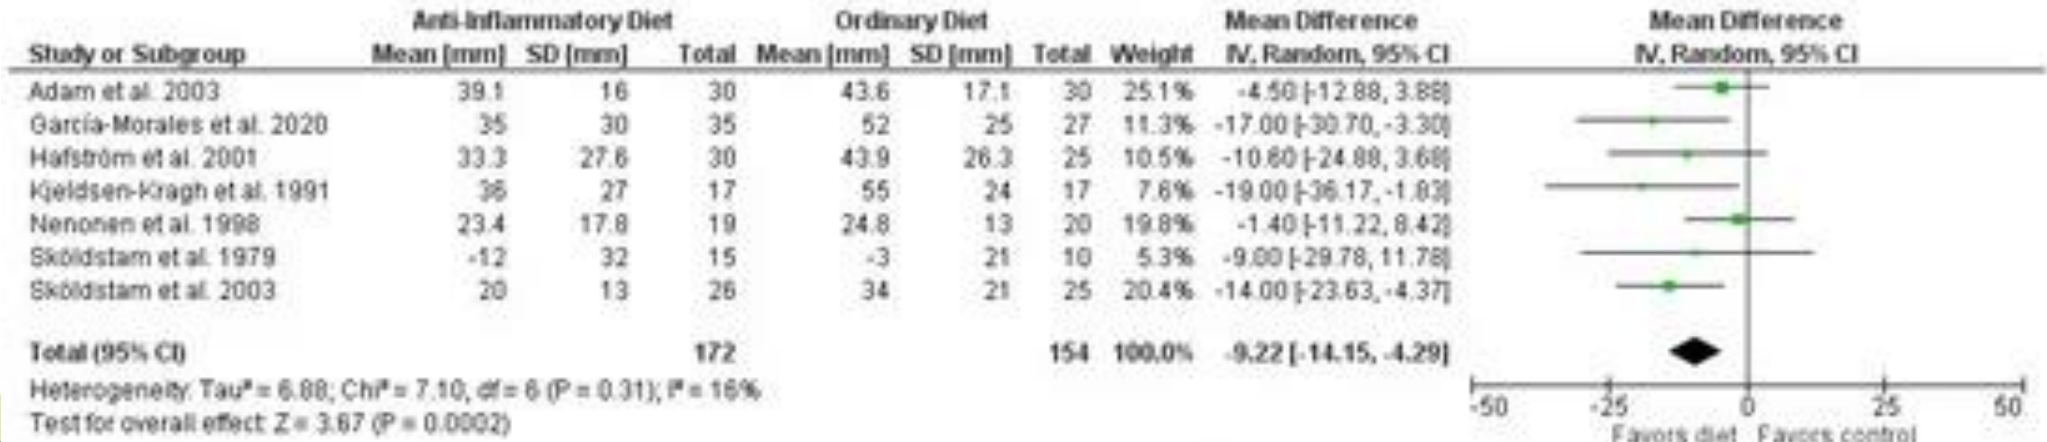 Anti-Inflammatory Diet Ordinary Diet Mean Difference Mean Difference
Study or Subgroup Mean [mm] SD [mm] Total Mean [mm] SD [mm] Total Weight IV, Random, 95% CI IV, Random, 95% CI
Adam et al. 2003 39.1 16 30 43.6 17.1 30 25.1% -4.50 [-12.88, 3.88]
García-Morales et al. 2020 35 30 35 52 25 27 11.3% -17.00 [-30.70, -3.30]
Hafström et al. 2001 33.3 27.6 30 43.9 26.3 25 10.5% -10.60 [-24.88, 3.68]
Kjeldsen-Kragh et al. 1991 36 27 17 55 24 17 7.6% -19.00 [-36.17, -1.83]
Nenonen et al. 1998 23.4 17.8 19 24.8 13 20 19.8% -1.40 [-11.22, 8.42]
Sköldstam et al. 1979 -12 32 15 -3 21 10 5.3% -9.00 [-29.78, 11.78]
Sköldstam et al. 2003 20 13 26 34 21 25 20.4% -14.00 [-23.63, -4.37]
Total (95% CI) 172 154 100.0% -9.22 [-14.15, -4.29]
Heterogeneity: Tau² = 6.88; Chi² = 7.10, df = 6 (P = 0.31); I² = 16%
Test for overall effect: Z = 3.67 (P = 0.0002)
-50 -25 0 25 50
Favors diet Favors control